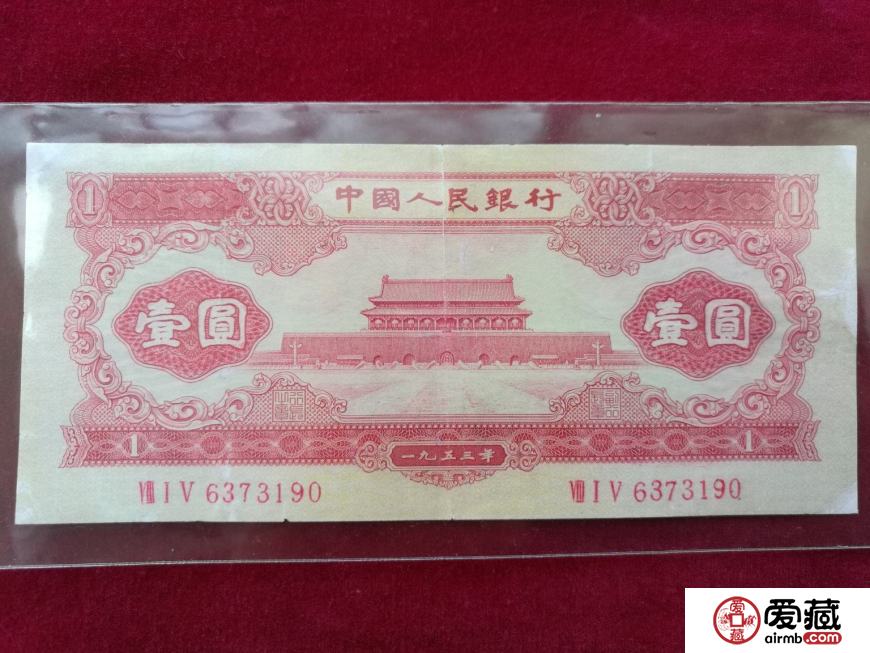 中國人民銀行
1 1
壹圓 壹圓
1 1
一九五三年
VIII I V 6373190 VIII I V 6373190
爱藏
airmb.com